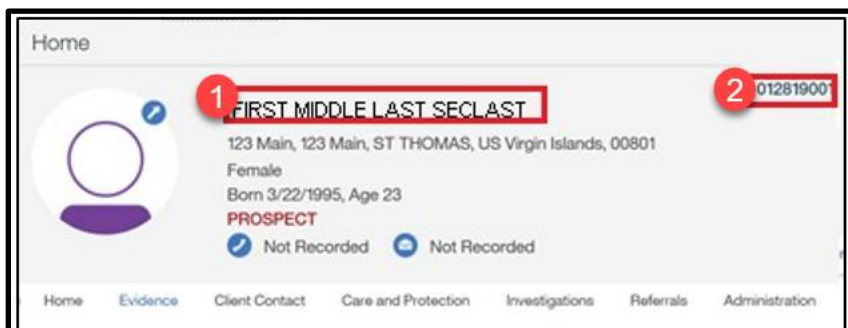 Home
1 FIRST MIDDLE LAST SECLAST
2 012819001
123 Main, 123 Main, ST THOMAS, US Virgin Islands, 00801
Female
Born 3/22/1995, Age 23
PROSPECT
Not Recorded Not Recorded
Home Evidence Client Contact Care and Protection Investigations Referrals Administration